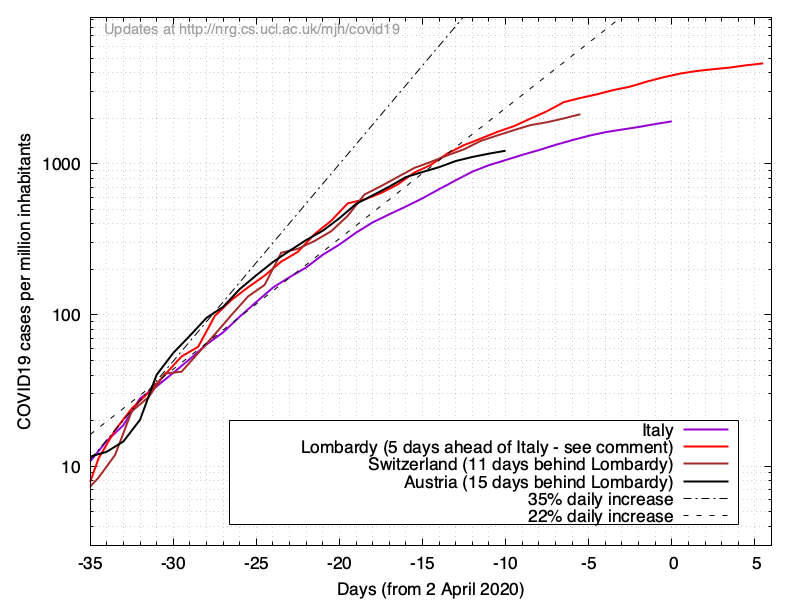 Updates at http://nrg.cs.ucl.ac.uk/mjh/covid19
COVID19 cases per million inhabitants
1000
100
10
Italy
Lombardy (5 days ahead of Italy - see comment)
Switzerland (11 days behind Lombardy)
Austria (15 days behind Lombardy)
35% daily increase
22% daily increase
-35 -30 -25 -20 -15 -10 -5 0 5
Days (from 2 April 2020)